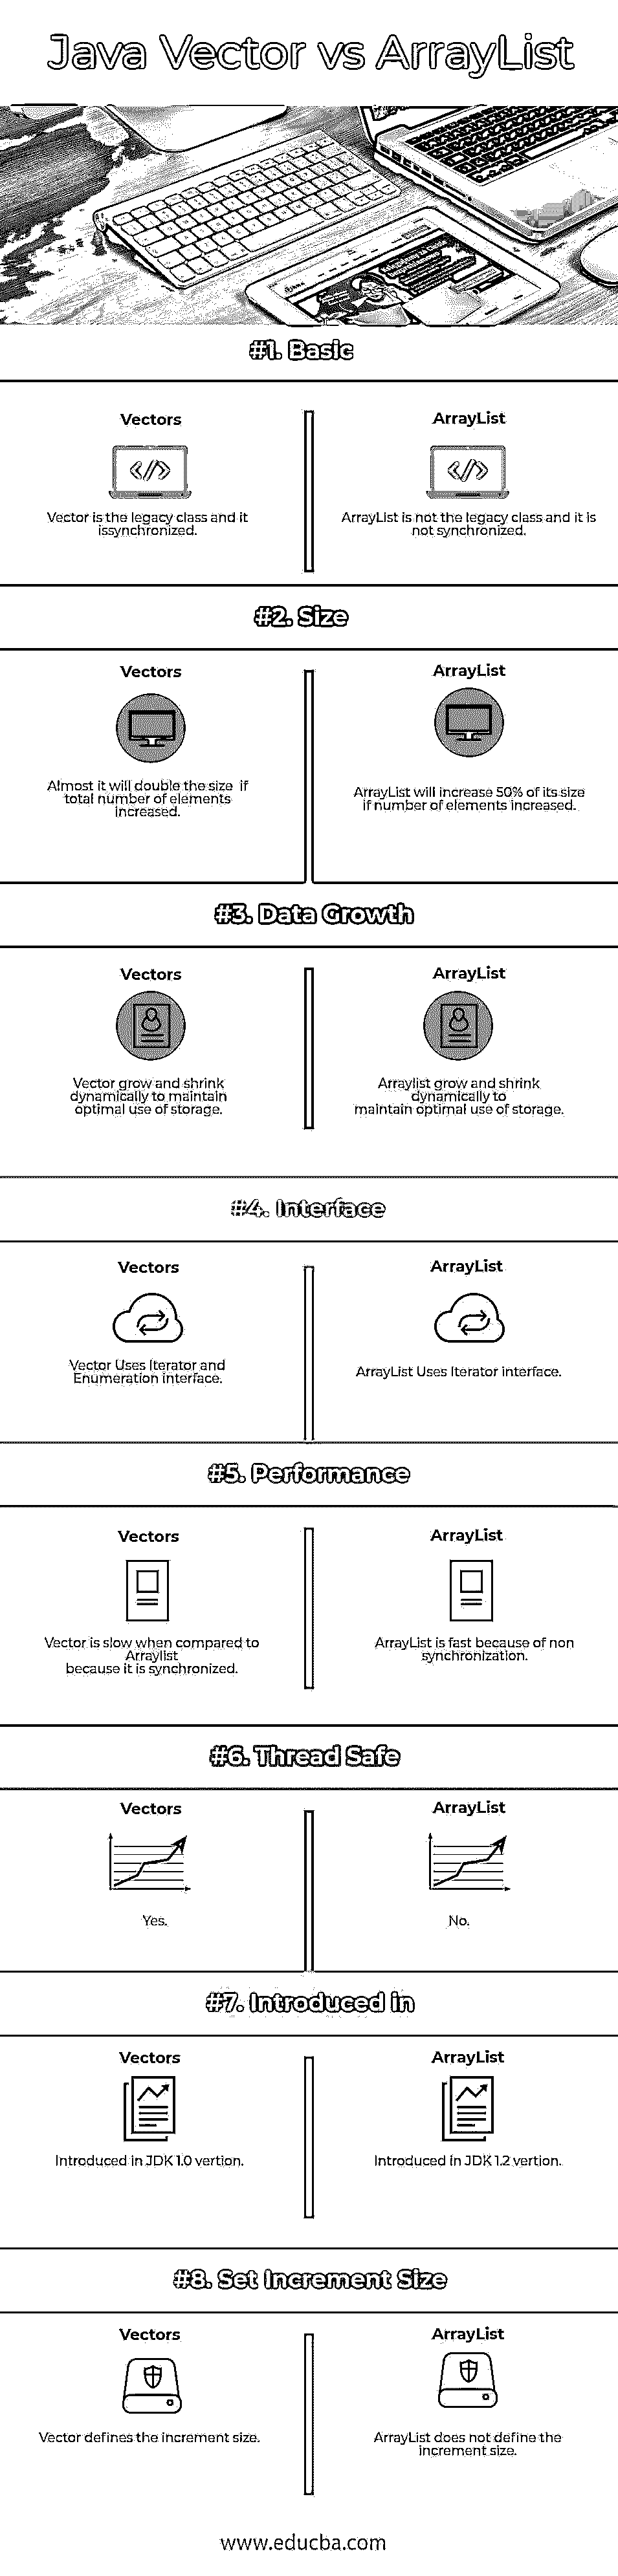 Java Vector vs ArrayList
#1. Basic
Vectors
ArrayList
Vector is the legacy class and it
issynchronized.
ArrayList is not the legacy class and it is
not synchronized.
#2. Size
Vectors
ArrayList
Almost it will double the size if
total number of elements
increased.
ArrayList will increase 50% of its size
if number of elements increased.
#3. Data Growth
Vectors
ArrayList
Vector grow and shrink
dynamically to maintain
optimal use of storage.
Arraylist grow and shrink
dynamically to
maintain optimal use of storage.
#4. Interface
Vectors
ArrayList
Vector Uses Iterator and
Enumeration interface.
ArrayList Uses Iterator interface.
#5. Performance
Vectors
ArrayList
Vector is slow when compared to
Arraylist
because it is synchronized.
ArrayList is fast because of non
synchronization.
#6. Thread Safe
Vectors
ArrayList
Yes.
No.
#7. Introduced in
Vectors
ArrayList
Introduced in JDK 1.0 vertion.
Introduced in JDK 1.2 vertion.
#8. Set Increment Size
Vectors
ArrayList
Vector defines the increment size.
ArrayList does not define the
increment size.
www.educba.com